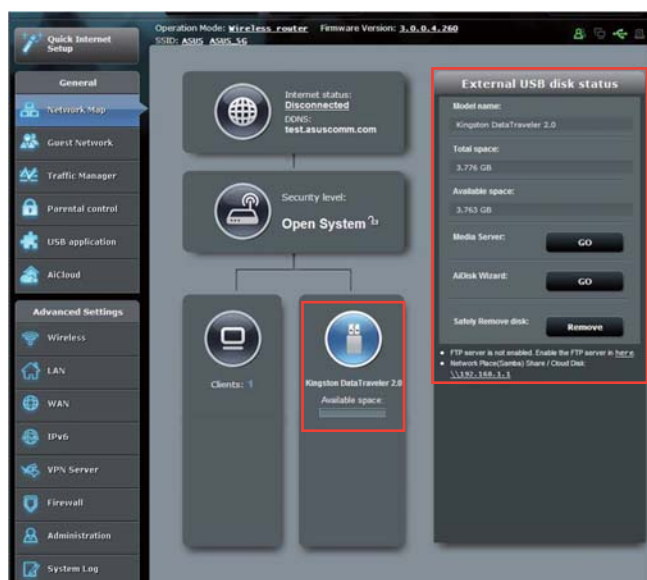 Quick Internet
Setup
Operation Mode: Wireless router Firmware Version: 3.0.0.4.260
SSID: ASUS ASUS_5G
General
Network Map
Guest Network
Traffic Manager
Parental control
USB application
AiCloud
Advanced Settings
Wireless
LAN
WAN
IPv6
VPN Server
Firewall
Administration
System Log
Internet status:
Disconnected
DDNS:
test.asuscomm.com
Security level:
Open System
Clients: 1
Kingston DataTraveler 2.0
Available space:
External USB disk status
Model name:
Kingston DataTraveler 2.0
Total space:
3.776 GB
Available space:
3.763 GB
Media Server:
GO
AiDisk Wizard:
GO
Safely Remove disk:
Remove
FTP server is not enabled. Enable the FTP server in here.
Network Place(Samba) Share / Cloud Disk:
\\192.168.1.1